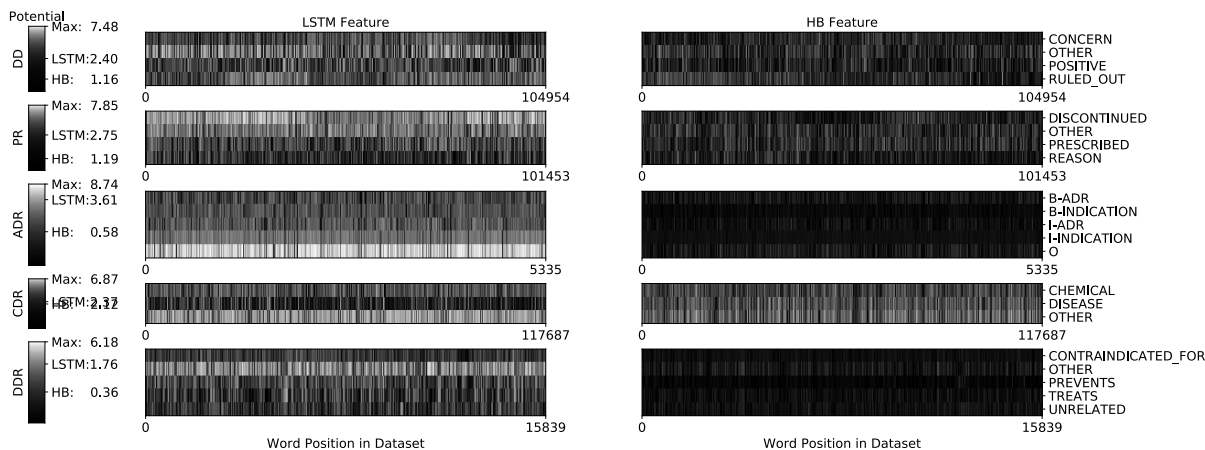 Potential
LSTM Feature
HB Feature
DD
Max: 7.48
LSTM:2.40
HB: 1.16
CONCERN
OTHER
POSITIVE
RULED_OUT
0
104954
0
104954
PR
Max: 7.85
LSTM:2.75
HB: 1.19
DISCONTINUED
OTHER
PRESCRIBED
REASON
0
101453
0
101453
ADR
Max: 8.74
LSTM:3.61
HB: 0.58
B-ADR
B-INDICATION
I-ADR
I-INDICATION
O
0
5335
0
5335
CDR
Max: 6.87
LSTM:2.37
HB: 2.12
CHEMICAL
DISEASE
OTHER
0
117687
0
117687
DDR
Max: 6.18
LSTM:1.76
HB: 0.36
CONTRAINDICATED_FOR
OTHER
PREVENTS
TREATS
UNRELATED
0
15839
0
15839
Word Position in Dataset
Word Position in Dataset